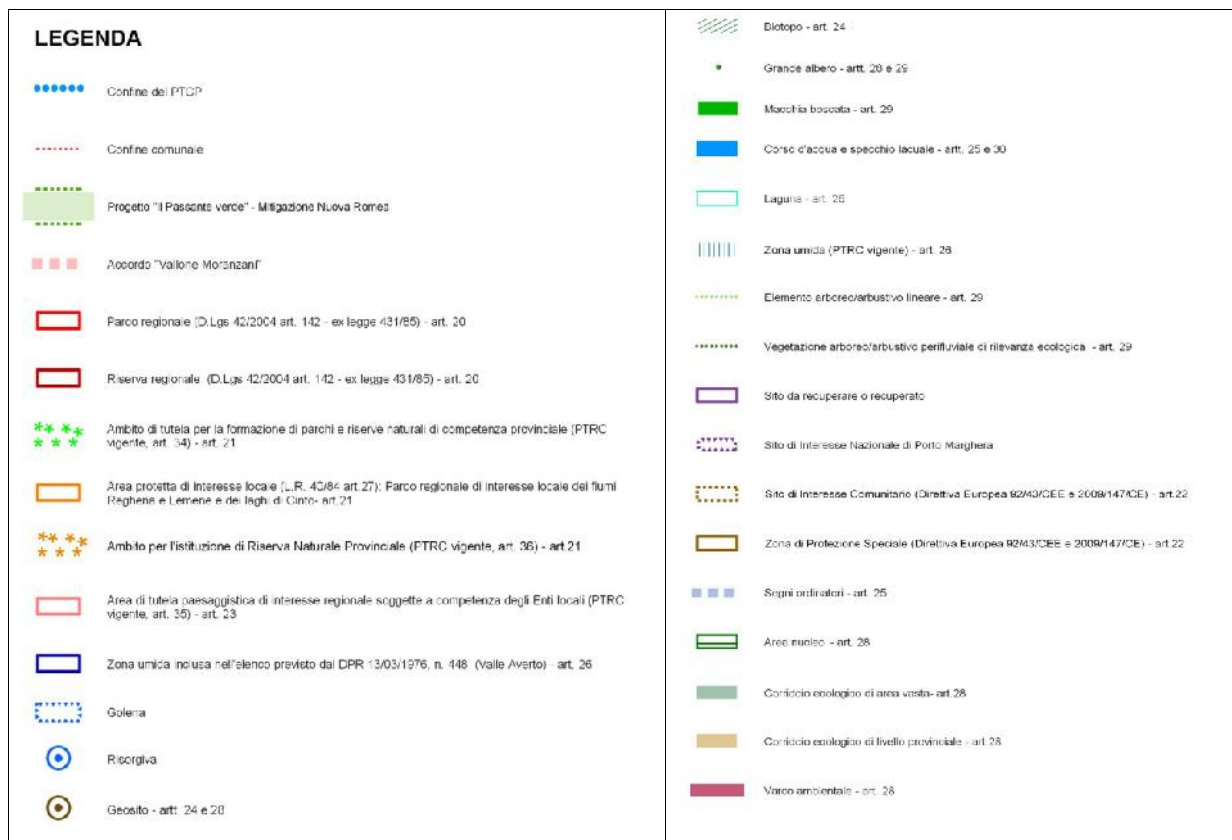 LEGENDA
Confine del PTCP
Confine comunale
Progetto "Il Passante verde" - Mitigazione Nuova Romea
Accordo "Vallone Moranzani"
Parco regionale (D.Lgs 42/2004 art. 142 - ex legge 431/85) - art. 20
Riserva regionale (D.Lgs 42/2004 art. 142 - ex legge 431/85) - art. 20
Ambito di tutela per la formazione di parchi e riserve naturali di competenza provinciale (PTRC
vigente, art. 34) - art. 21
Area protetta di interesse locale (L.R. 40/84 art.27): Parco regionale di interesse locale dei fiumi
Reghena e Lemene e dei laghi di Cinto- art.21
Ambito per l'istituzione di Riserva Naturale Provinciale (PTRC vigente, art. 36) - art.21
Area di tutela paesaggistica di interesse regionale soggette a competenza degli Enti locali (PTRC
vigente, art. 35) - art. 23
Zona umida inclusa nell'elenco previsto dal DPR 13/03/1976, n. 448 (Valle Averto) - art. 26
Golena
Risorgiva
Geosito - artt. 24 e 28
Biotopo - art. 24
Grande albero - artt. 28 e 29
Macchia boscata - art. 29
Corso d'acqua e specchio lacuale - artt. 25 e 30
Laguna - art. 25
Zona umida (PTRC vigente) - art. 26
Elemento arboreo/arbustivo lineare - art. 29
Vegetazione arboreo/arbustivo perifluviale di rilevanza ecologica - art. 29
Sito da recuperare o recuperato
Sito di Interesse Nazionale di Porto Marghera
Sito di Interesse Comunitario (Direttiva Europea 92/43/CEE e 2009/147/CE) - art.22
Zona di Protezione Speciale (Direttiva Europea 92/43/CEE e 2009/147/CE) - art.22
Segni ordinatori - art. 25
Area nucleo - art. 28
Corridoio ecologico di area vasta- art.28
Corridoio ecologico di livello provinciale - art.28
Varco ambientale - art. 28